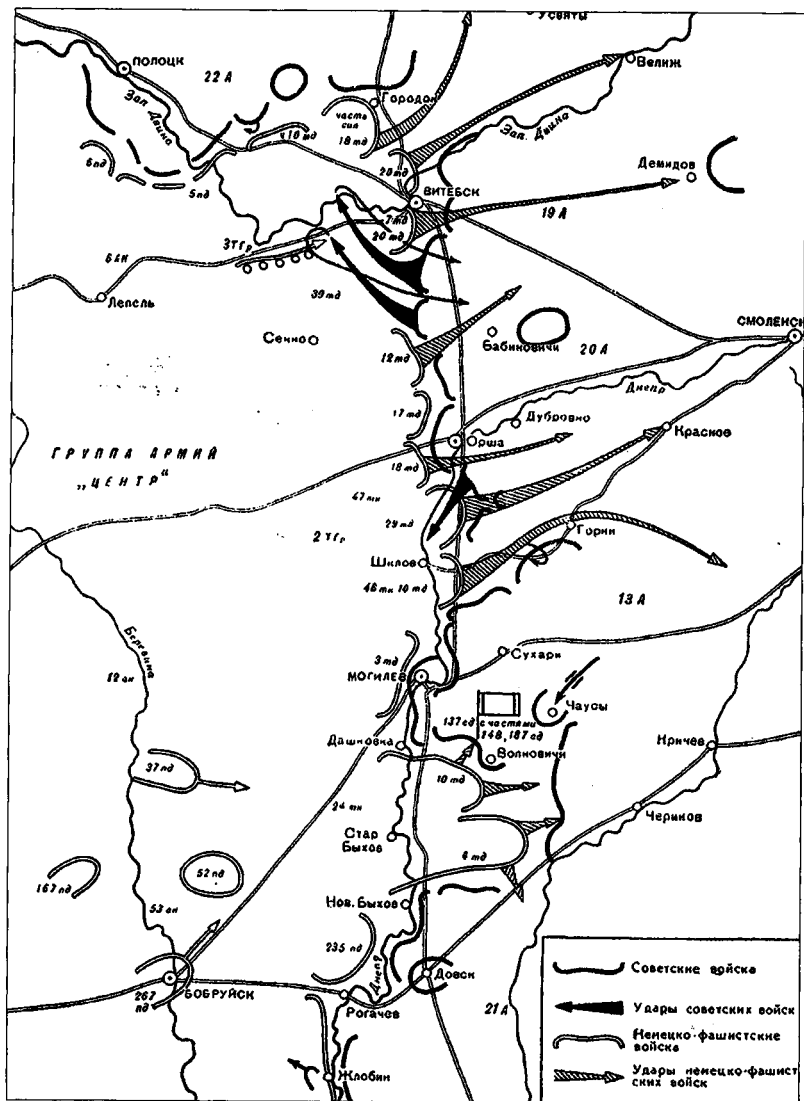 Усвяты
ПОЛОЦК
22 А
Велиж
Городок
Зап. Двина
часть
сил
18 тд
Зап. Двина
6 пд
5 пд
20 тд
Демидов
ВИТЕБСК
7 тд
20 тд
19 А
3 тгр
Лепель
39 тд
Сенно
12 тд
Бабиновичи
СМОЛЕНСК
20 А
Днепр
17 тд
Дубровно
Орша
Красное
ГРУППА АРМИЙ
„ЦЕНТР“
18 тд
47 тк
29 тд
2 тгр
Горки
Шклов
46 тк 10 тд
13 А
Березина
3 тд
Сухари
МОГИЛЕВ
12 ак
Чаусы
137 сд с частями
148, 187 сд
Дашковка
Волковичи
Кричев
37 пд
10 тд
24 тк
Чериков
Стар
Быхов
4 тд
52 пд
167 пд
Нов. Быхов
53 ак
235 пд
Днепр
267
пд
БОБРУЙСК
Довск
Рогачев
21 А
Жлобин
Советские войска
Удары советских войск
Немецко-фашистские
войска
Удары немецко-фашист
ских войск